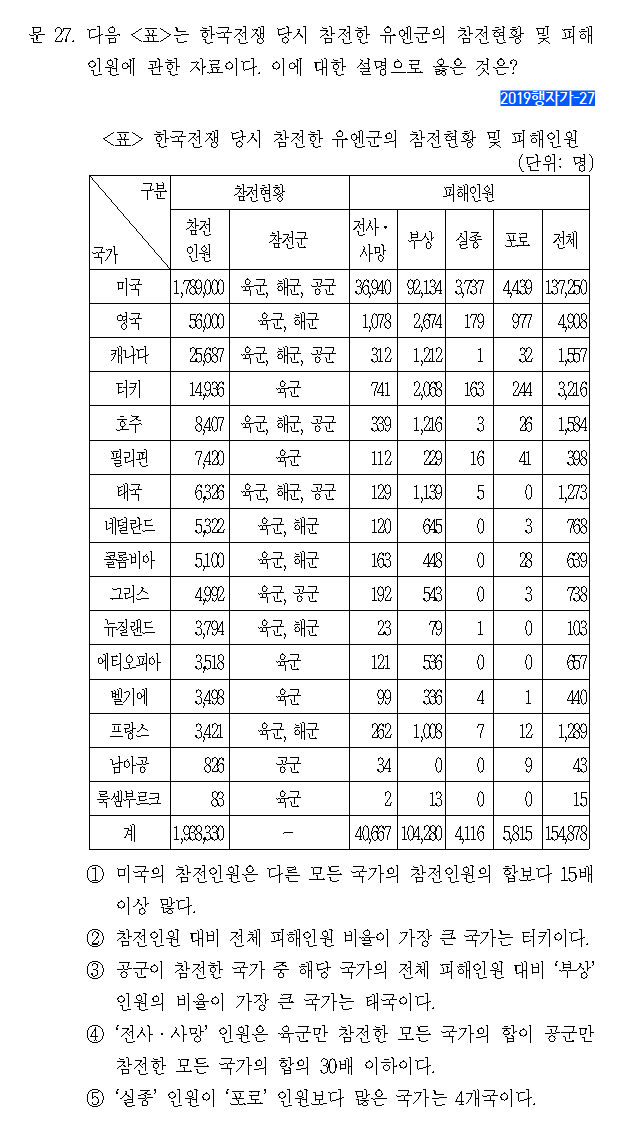 문 27. 다음 <표>는 한국전쟁 당시 참전한 유엔군의 참전현황 및 피해
인원에 관한 자료이다. 이에 대한 설명으로 옳은 것은?
2019행자가-27
<표> 한국전쟁 당시 참전한 유엔군의 참전현황 및 피해인원
(단위: 명)
구분 참전현황 피해인원
국가 참전인원 참전군 전사·사망 부상 실종 포로 전체
미국 1,789,000 육군, 해군, 공군 36,940 92,134 3,737 4,439 137,250
영국 56,000 육군, 해군 1,078 2,674 179 977 4,908
캐나다 25,687 육군, 해군, 공군 312 1,212 1 32 1,557
터키 14,936 육군 741 2,068 163 244 3,216
호주 8,407 육군, 해군, 공군 339 1,216 3 26 1,584
필리핀 7,420 육군 112 229 16 41 398
태국 6,326 육군, 해군, 공군 129 1,139 5 0 1,273
네덜란드 5,322 육군, 해군 120 645 0 3 768
콜롬비아 5,100 육군, 해군 163 448 0 28 639
그리스 4,992 육군, 공군 192 543 0 3 738
뉴질랜드 3,794 육군, 해군 23 79 1 0 103
에티오피아 3,518 육군 121 536 0 0 657
벨기에 3,498 육군 99 336 4 1 440
프랑스 3,421 육군, 해군 262 1,008 7 12 1,289
남아공 826 공군 34 0 0 9 43
룩셈부르크 83 육군 2 13 0 0 15
계 1,938,330 － 40,667 104,280 4,116 5,815 154,878
① 미국의 참전인원은 다른 모든 국가의 참전인원의 합보다 15배
이상 많다.
② 참전인원 대비 전체 피해인원 비율이 가장 큰 국가는 터키이다.
③ 공군이 참전한 국가 중 해당 국가의 전체 피해인원 대비 '부상'
인원의 비율이 가장 큰 국가는 태국이다.
④ '전사·사망' 인원은 육군만 참전한 모든 국가의 합이 공군만
참전한 모든 국가의 합의 30배 이하이다.
⑤ '실종' 인원이 '포로' 인원보다 많은 국가는 4개국이다.